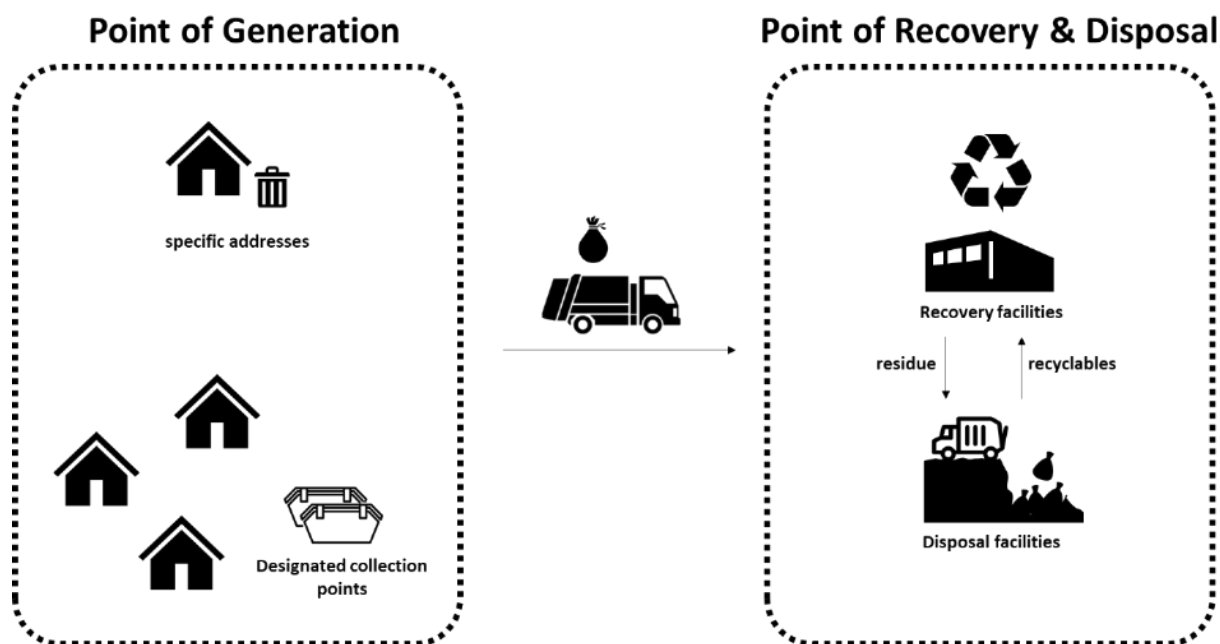 Point of Generation
Point of Recovery & Disposal
specific addresses
Recovery facilities
residue
recyclables
Designated collection
points
Disposal facilities